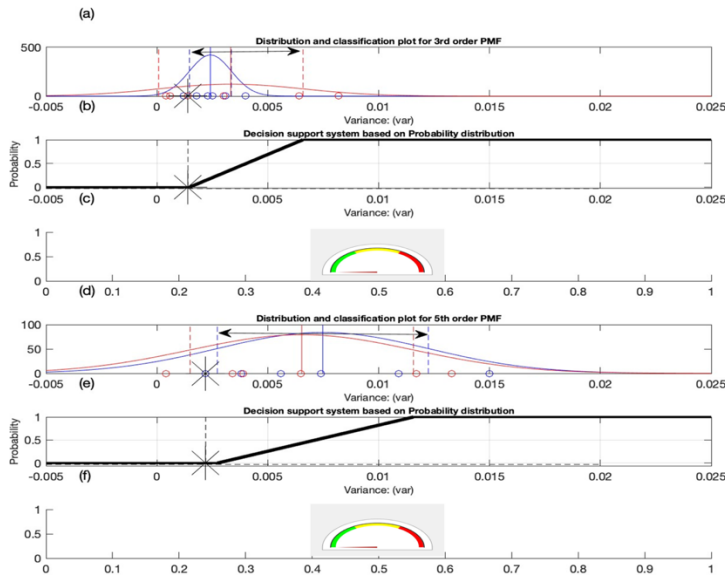 (a)
Distribution and classification plot for 3rd order PMF
500
0
-0.005 0 0.005 0.01 0.015 0.02 0.025
(b)
Variance: (var)
Decision support system based on Probability distribution
Probability
1
0.5
0
-0.005 0 0.005 0.01 0.015 0.02 0.025
(c)
Variance: (var)
1
0.5
0
0 0.1 0.2 0.3 0.4 0.5 0.6 0.7 0.8 0.9 1
(d)
Distribution and classification plot for 5th order PMF
100
50
0
-0.005 0 0.005 0.01 0.015 0.02 0.025
(e)
Variance: (var)
Decision support system based on Probability distribution
Probability
1
0.5
0
-0.005 0 0.005 0.01 0.015 0.02 0.025
(f)
Variance: (var)
1
0.5
0
0 0.1 0.2 0.3 0.4 0.5 0.6 0.7 0.8 0.9 1